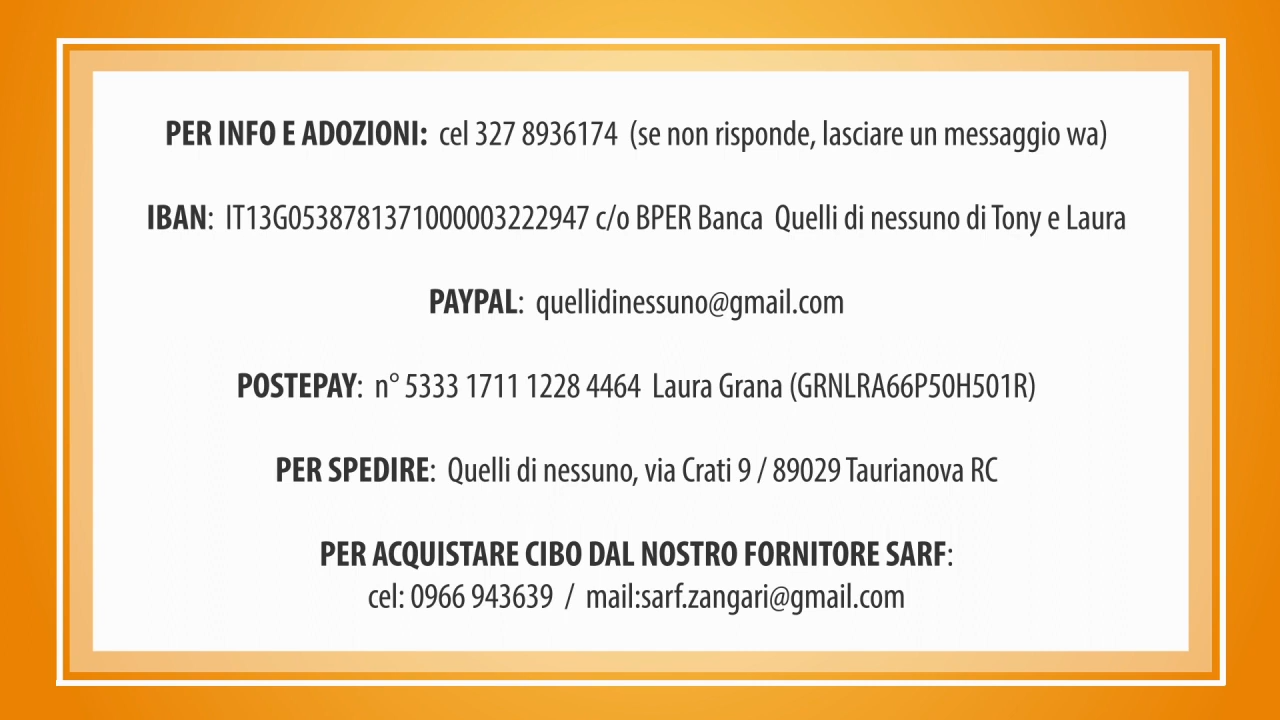 PER INFO E ADOZIONI: cel 327 8936174 (se non risponde, lasciare un messaggio wa)
IBAN: IT13G0538781371000003222947 c/o BPER Banca Quelli di nessuno di Tony e Laura
PAYPAL: quellidinessuno@gmail.com
POSTEPAY: n° 5333 1711 1228 4464 Laura Grana (GRNLRA66P50H501R)
PER SPEDIRE: Quelli di nessuno, via Crati 9 / 89029 Taurianova RC
PER ACQUISTARE CIBO DAL NOSTRO FORNITORE SARF:
cel: 0966 943639 / mail:sarf.zangari@gmail.com